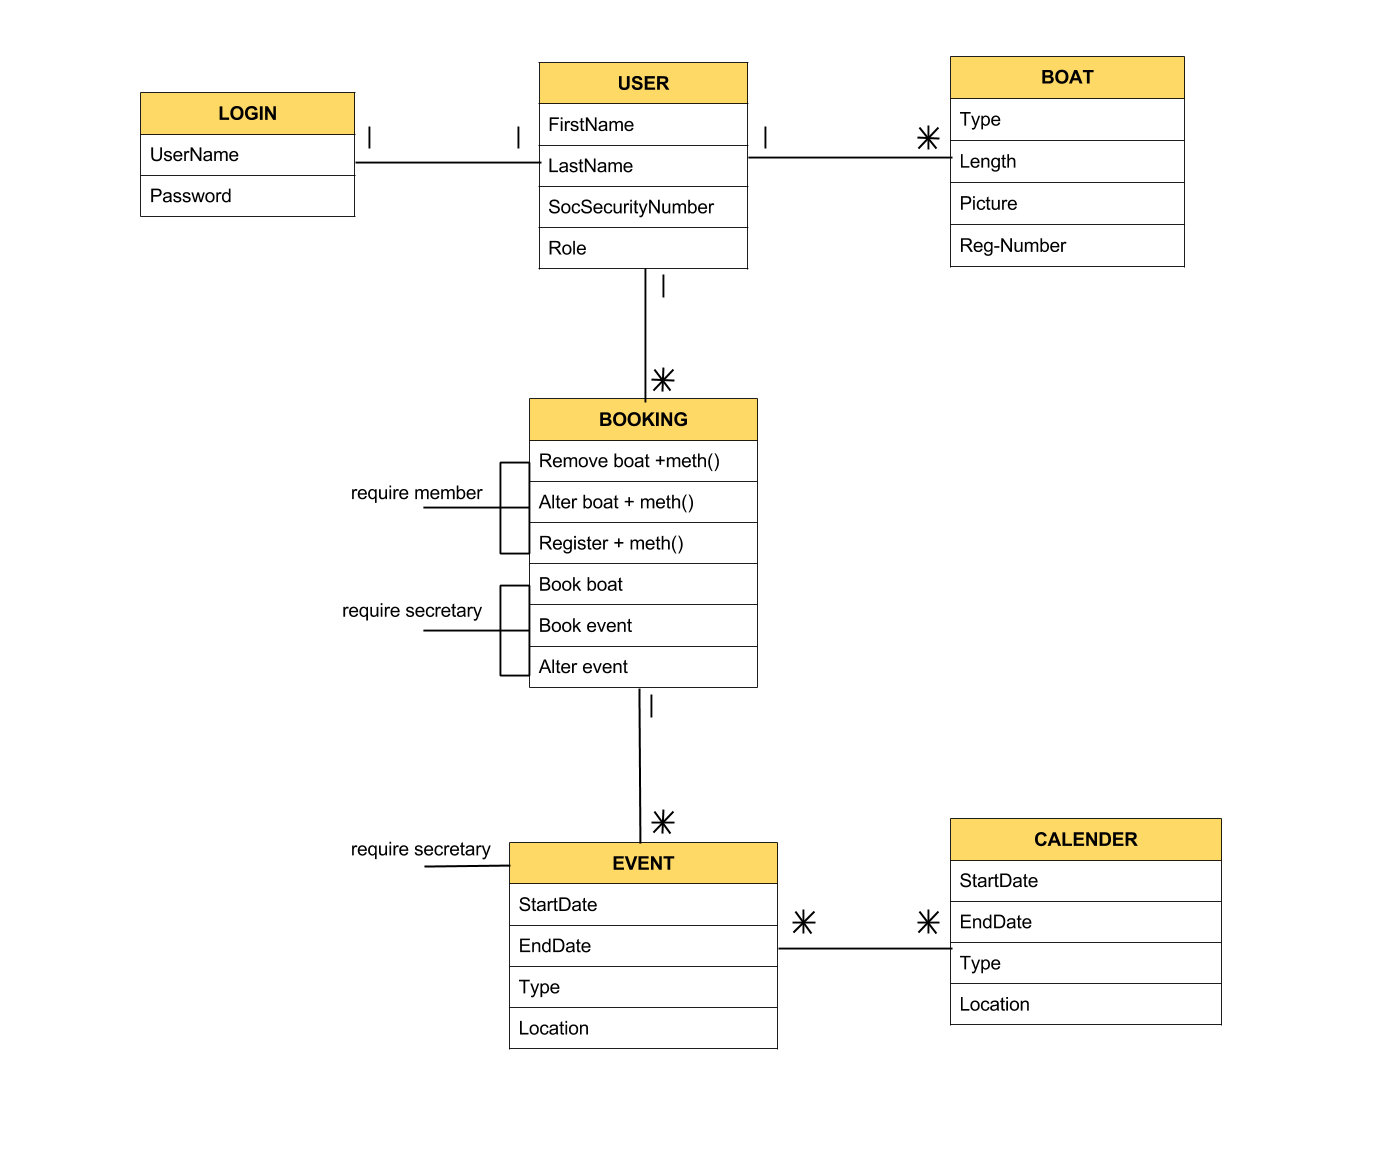 LOGIN
UserName
Password
USER
FirstName
LastName
SocSecurityNumber
Role
BOAT
Type
Length
Picture
Reg-Number
| |
| *
|
*
BOOKING
Remove boat +meth()
Alter boat + meth()
Register + meth()
Book boat
Book event
Alter event
require member
require secretary
|
*
require secretary
EVENT
StartDate
EndDate
Type
Location
* *
CALENDER
StartDate
EndDate
Type
Location